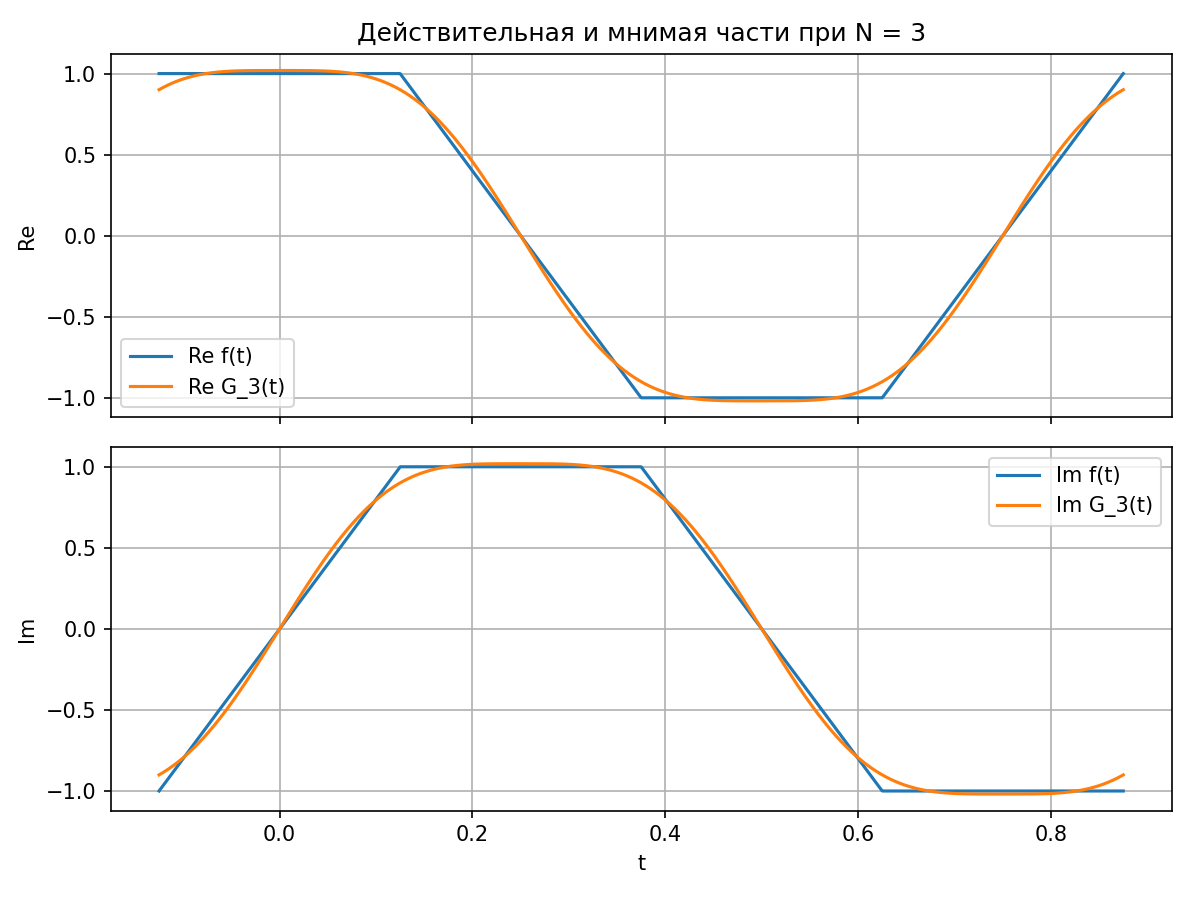 Действительная и мнимая части при N = 3
1.0
0.5
0.0
−0.5
−1.0
Re
Re f(t)
Re G_3(t)
1.0
0.5
0.0
−0.5
−1.0
Im
Im f(t)
Im G_3(t)
0.0 0.2 0.4 0.6 0.8
t